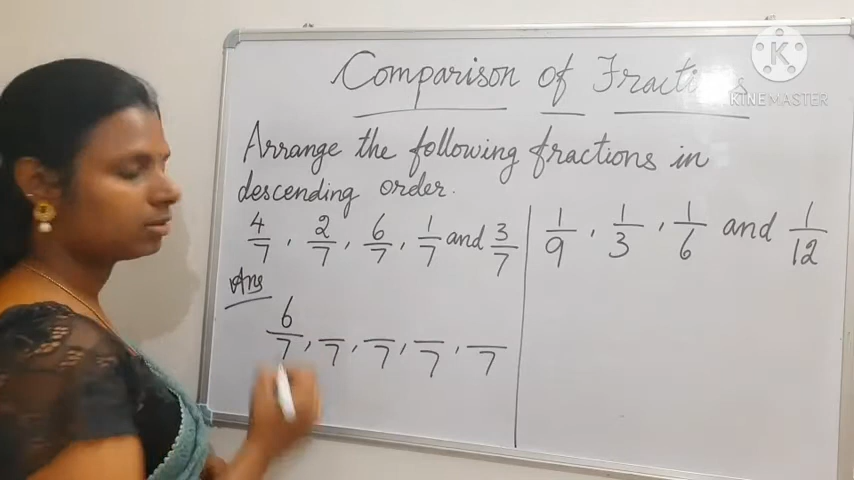 Comparison of Fractions
KINEMASTER
Arrange the following fractions in
descending order.
4/7, 2/7, 6/7, 1/7 and 3/7
1/9, 1/3, 1/6 and 1/12
Ans
6/7, /7, /7, /7, /7